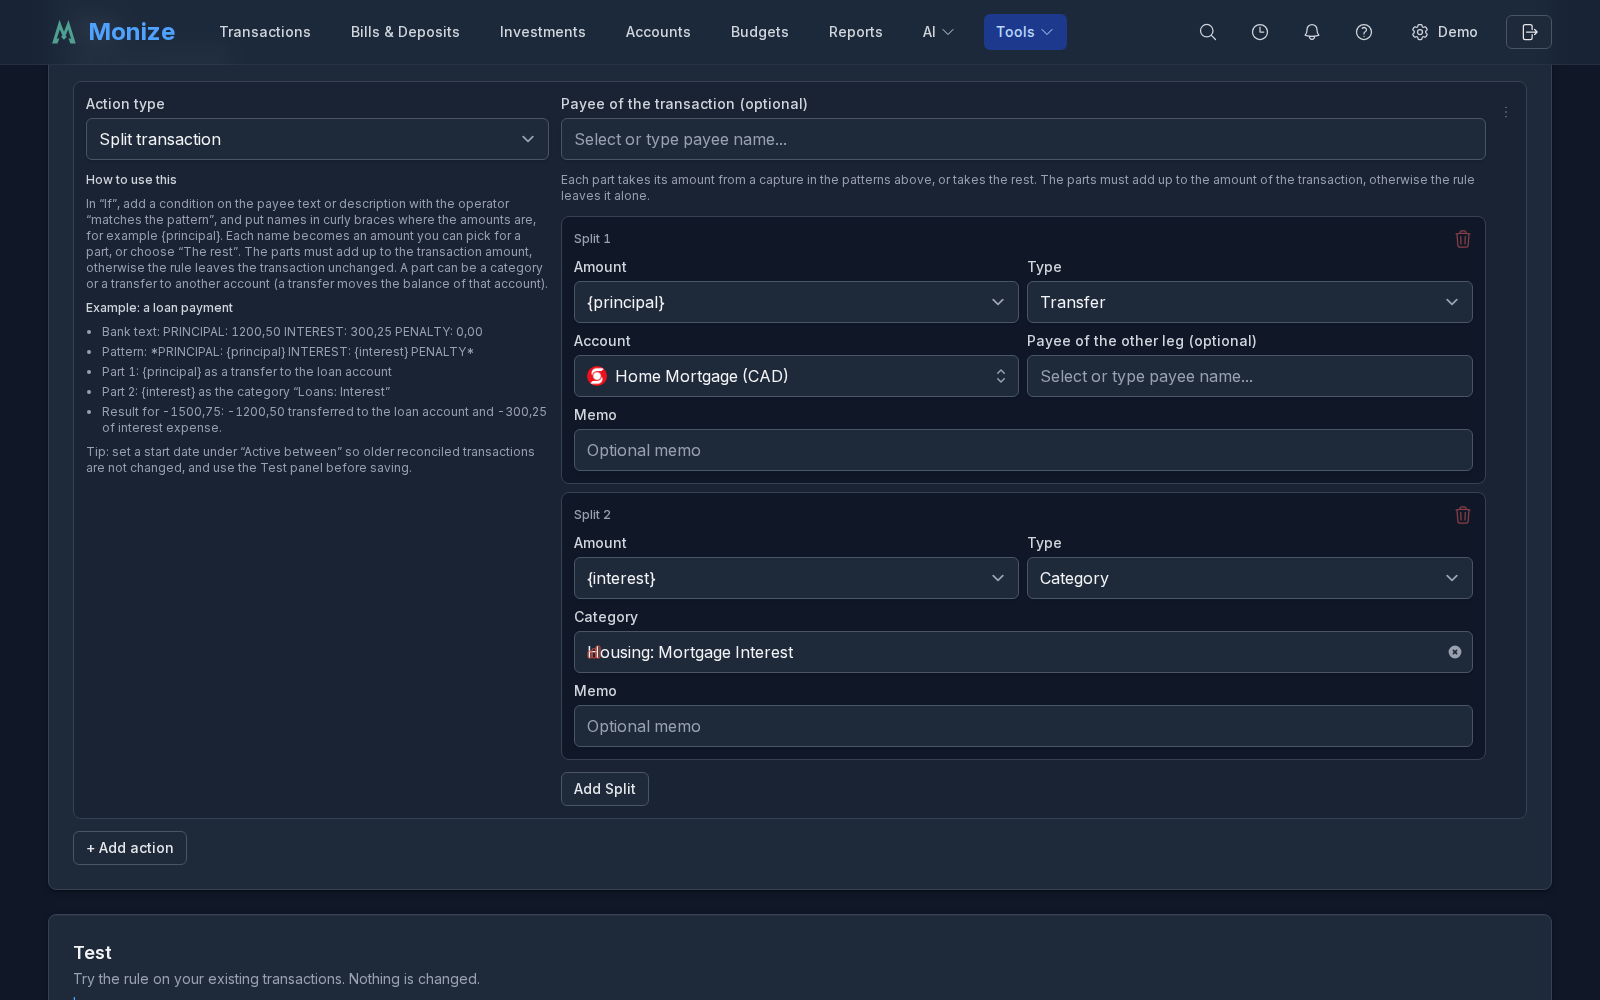 Monize
Transactions
Bills & Deposits
Investments
Accounts
Budgets
Reports
AI
Tools
Demo
Action type
Split transaction
How to use this
In “If”, add a condition on the payee text or description with the operator
“matches the pattern”, and put names in curly braces where the amounts are,
for example {principal}. Each name becomes an amount you can pick for a
part, or choose “The rest”. The parts must add up to the transaction amount,
otherwise the rule leaves the transaction unchanged. A part can be a category
or a transfer to another account (a transfer moves the balance of that account).
Example: a loan payment
• Bank text: PRINCIPAL: 1200,50 INTEREST: 300,25 PENALTY: 0,00
• Pattern: *PRINCIPAL: {principal} INTEREST: {interest} PENALTY*
• Part 1: {principal} as a transfer to the loan account
• Part 2: {interest} as the category “Loans: Interest”
• Result for -1500,75: -1200,50 transferred to the loan account and -300,25
of interest expense.
Tip: set a start date under “Active between” so older reconciled transactions
are not changed, and use the Test panel before saving.
Payee of the transaction (optional)
Select or type payee name...
Each part takes its amount from a capture in the patterns above, or takes the rest. The parts must add up to the amount of the transaction, otherwise the rule
leaves it alone.
Split 1
Amount
Type
{principal}
Transfer
Account
Payee of the other leg (optional)
Home Mortgage (CAD)
Select or type payee name...
Memo
Optional memo
Split 2
Amount
Type
{interest}
Category
Category
Housing: Mortgage Interest
Memo
Optional memo
Add Split
+ Add action
Test
Try the rule on your existing transactions. Nothing is changed.